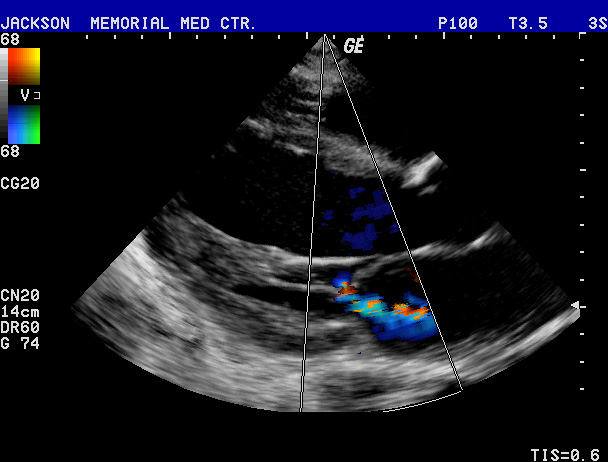 JACKSON MEMORIAL MED CTR. P100 T3.5 3S
68
GE
V
68
CG20
CN20
14cm
DR60
G 74
TIS=0.6